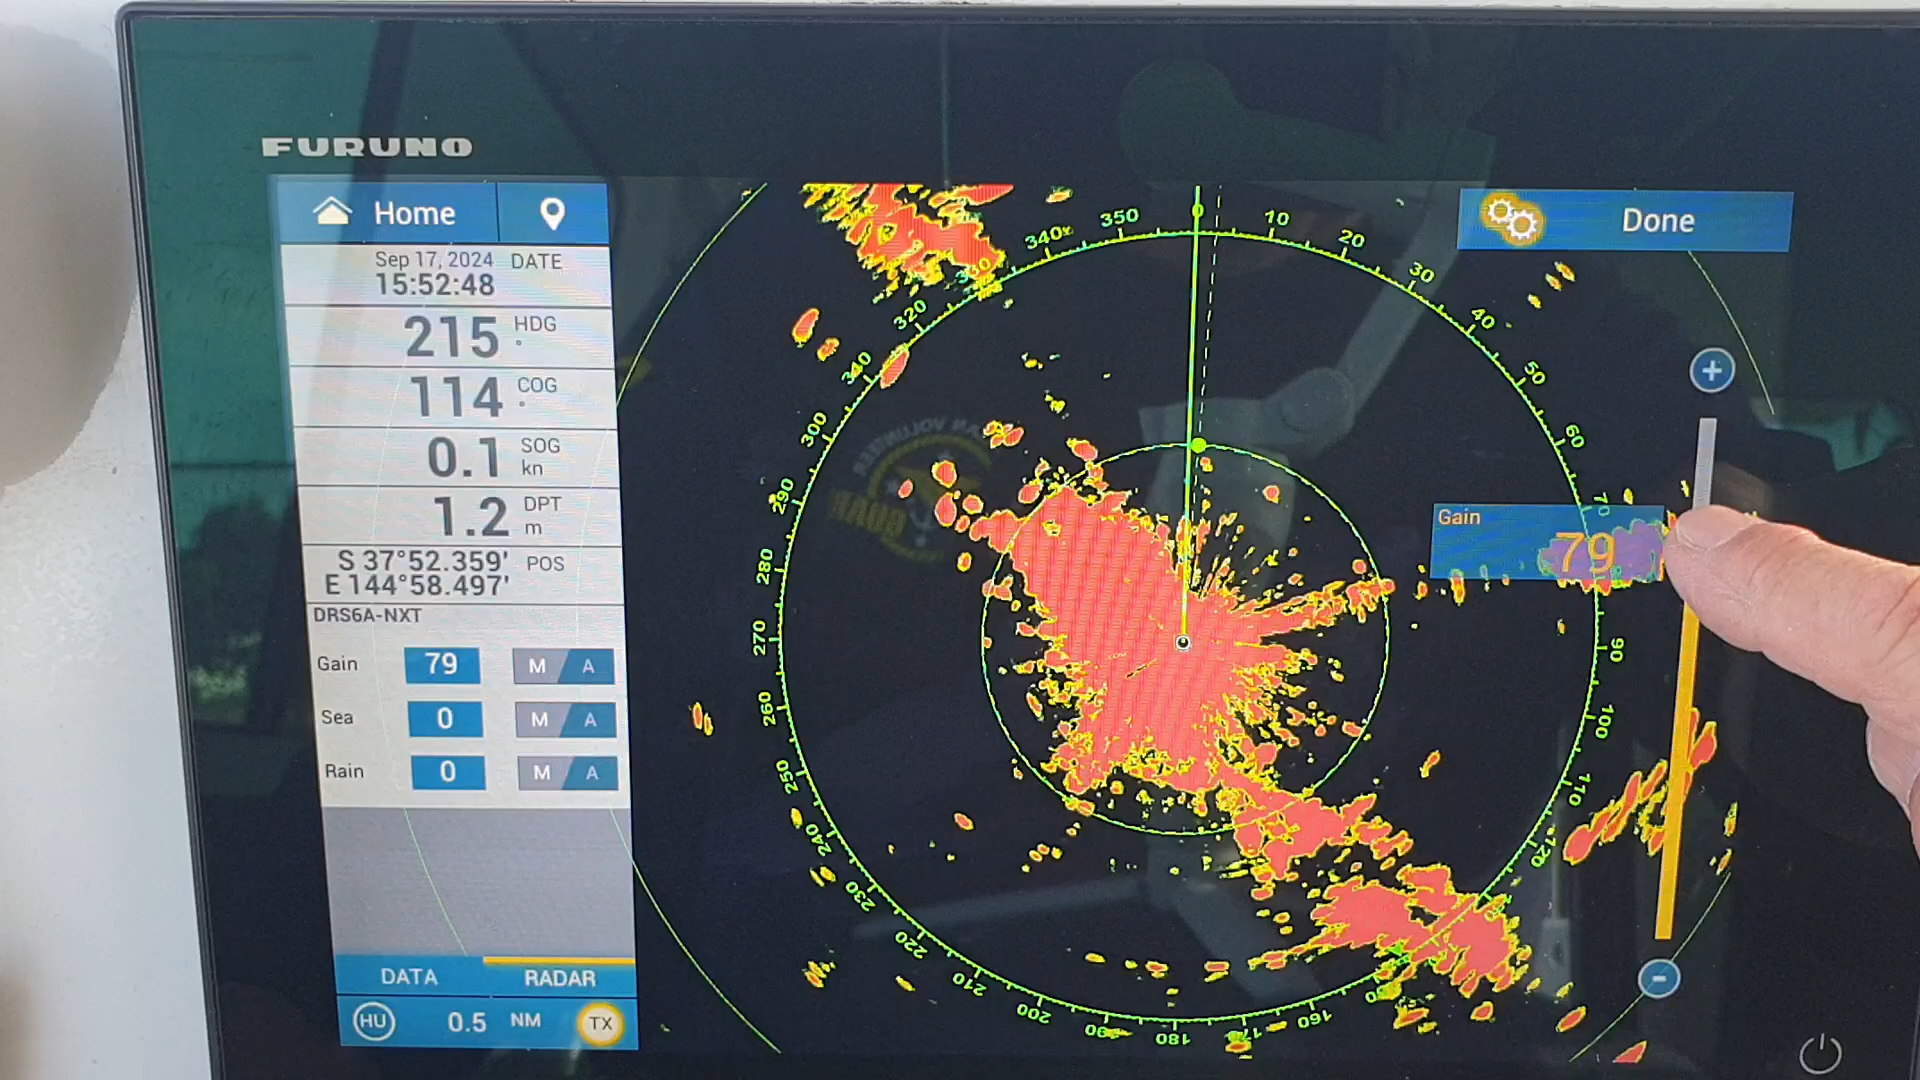 FURUNO
Home
Done
Sep 17, 2024 DATE
15:52:48
215 HDG °
114 COG °
0.1 SOG kn
1.2 DPT m
S 37°52.359' POS
E 144°58.497'
DRS6A-NXT
Gain 79 M A
Sea 0 M A
Rain 0 M A
DATA RADAR
HU 0.5 NM TX
Gain
79
+
-
0
10
20
30
40
50
60
70
90
100
110
120
160
180
190
200
210
220
230
240
250
260
270
280
290
300
340
320
330
340
350
VOLUNTEER